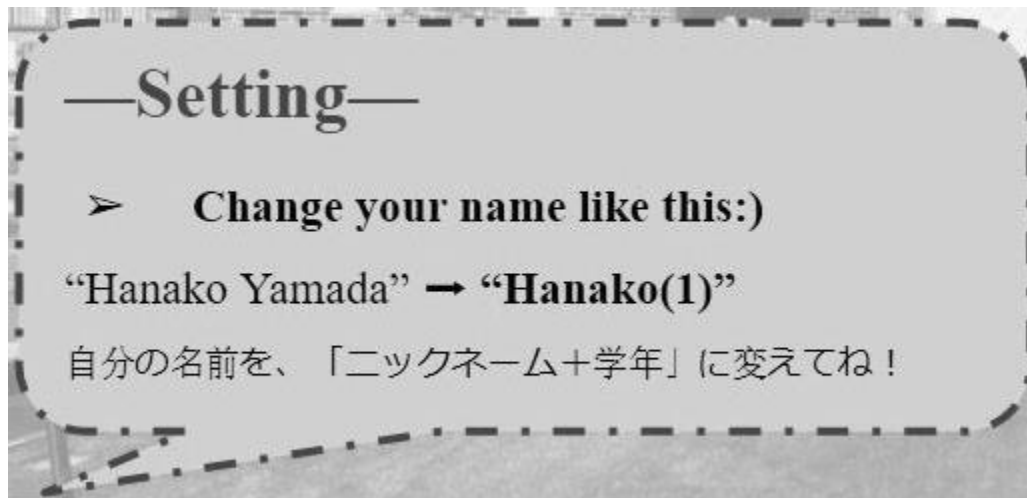 —Setting—
➢ Change your name like this:)
“Hanako Yamada” → “Hanako(1)”
自分の名前を、「ニックネーム＋学年」に変えてね！